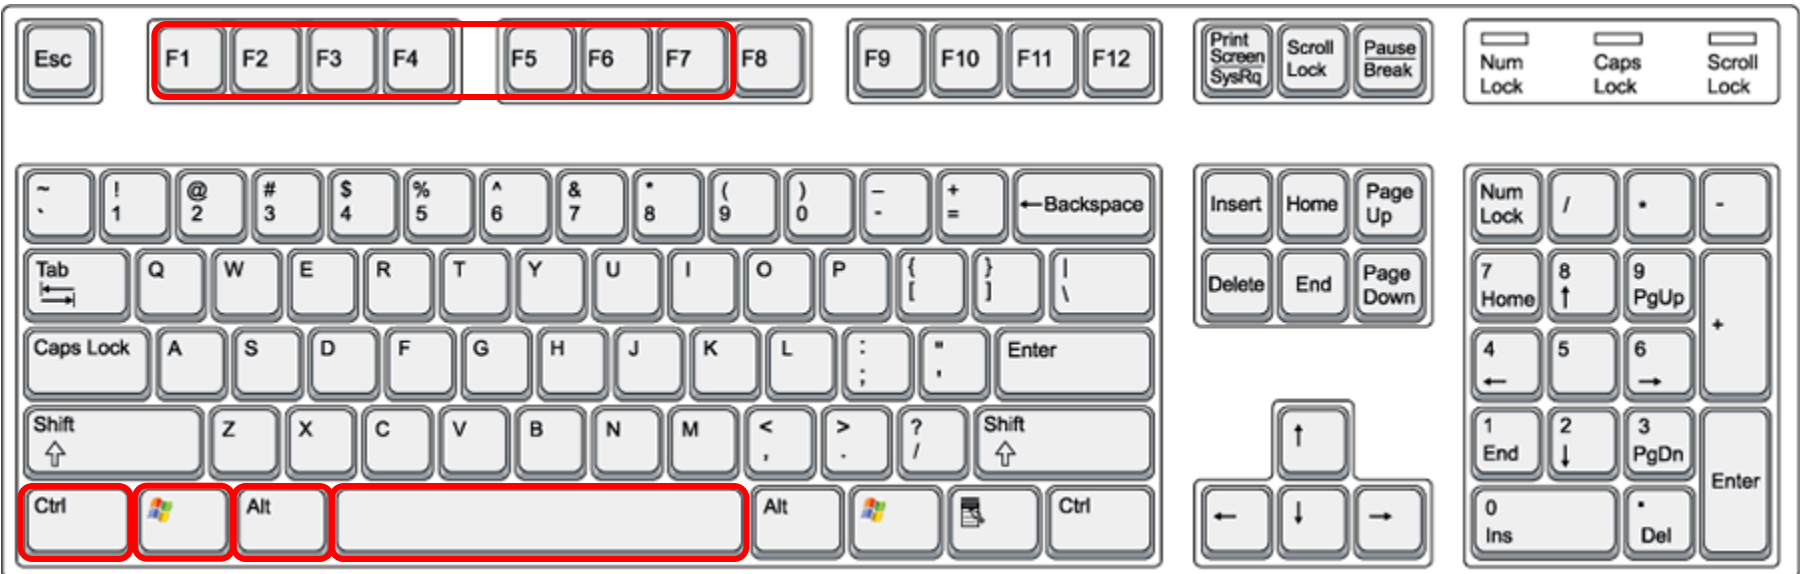 Esc F1 F2 F3 F4 F5 F6 F7 F8 F9 F10 F11 F12 Print Screen SysRq Scroll Lock Pause Break Num Lock Caps Lock Scroll Lock
~ ! @ # $ % ^ & * ( ) – +
` 1 2 3 4 5 6 7 8 9 0 - = ←Backspace Insert Home Page Up Num Lock / * -
Tab Q W E R T Y U I O P { [ } ] | \ Delete End Page Down 7 Home 8 ↑ 9 PgUp +
Caps Lock A S D F G H J K L : ; " ' Enter 4 ← 5 6 →
Shift Z X C V B N M < , > . ? / Shift ↑ 1 End 2 ↓ 3 PgDn Enter
Ctrl Alt Alt Ctrl ← ↓ → 0 Ins . Del